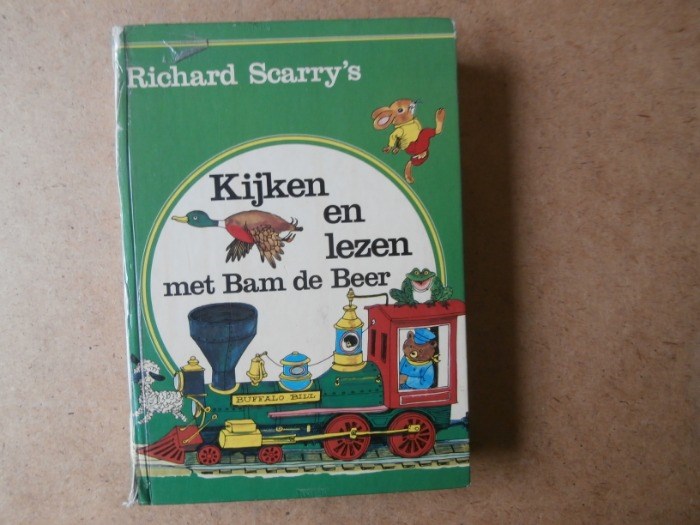 Richard Scarry's
Kijken
en
lezen
met Bam de Beer
BUFFALO BILL